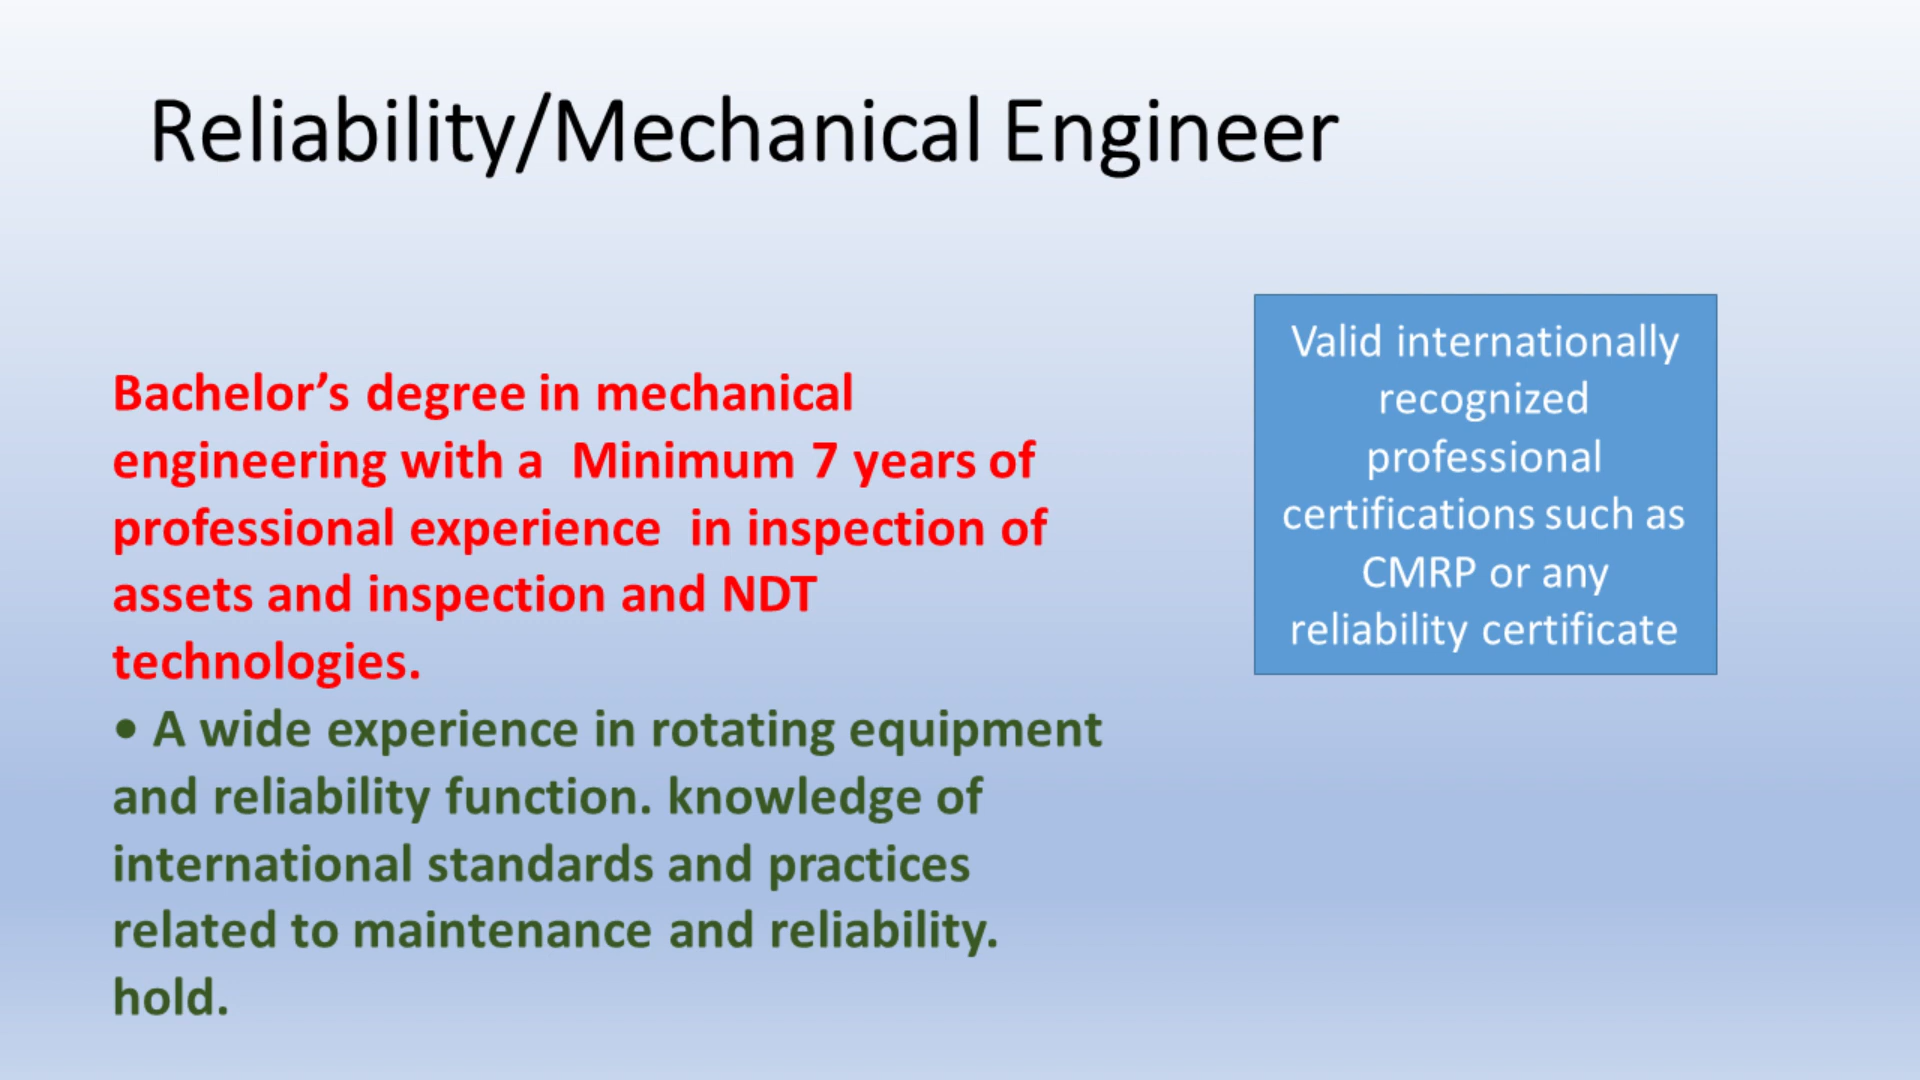 Reliability/Mechanical Engineer
Bachelor’s degree in mechanical
engineering with a  Minimum 7 years of
professional experience  in inspection of
assets and inspection and NDT
technologies.
• A wide experience in rotating equipment
and reliability function. knowledge of
international standards and practices
related to maintenance and reliability.
hold.
Valid internationally
recognized
professional
certifications such as
CMRP or any
reliability certificate